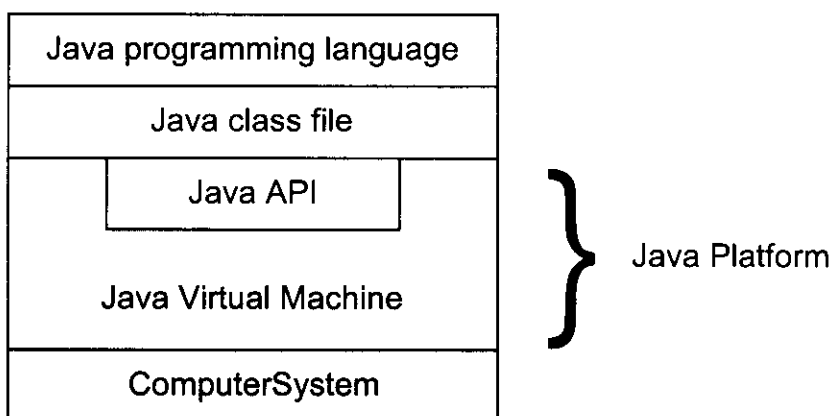 Java programming language
Java class file
Java API
Java Platform
Java Virtual Machine
ComputerSystem